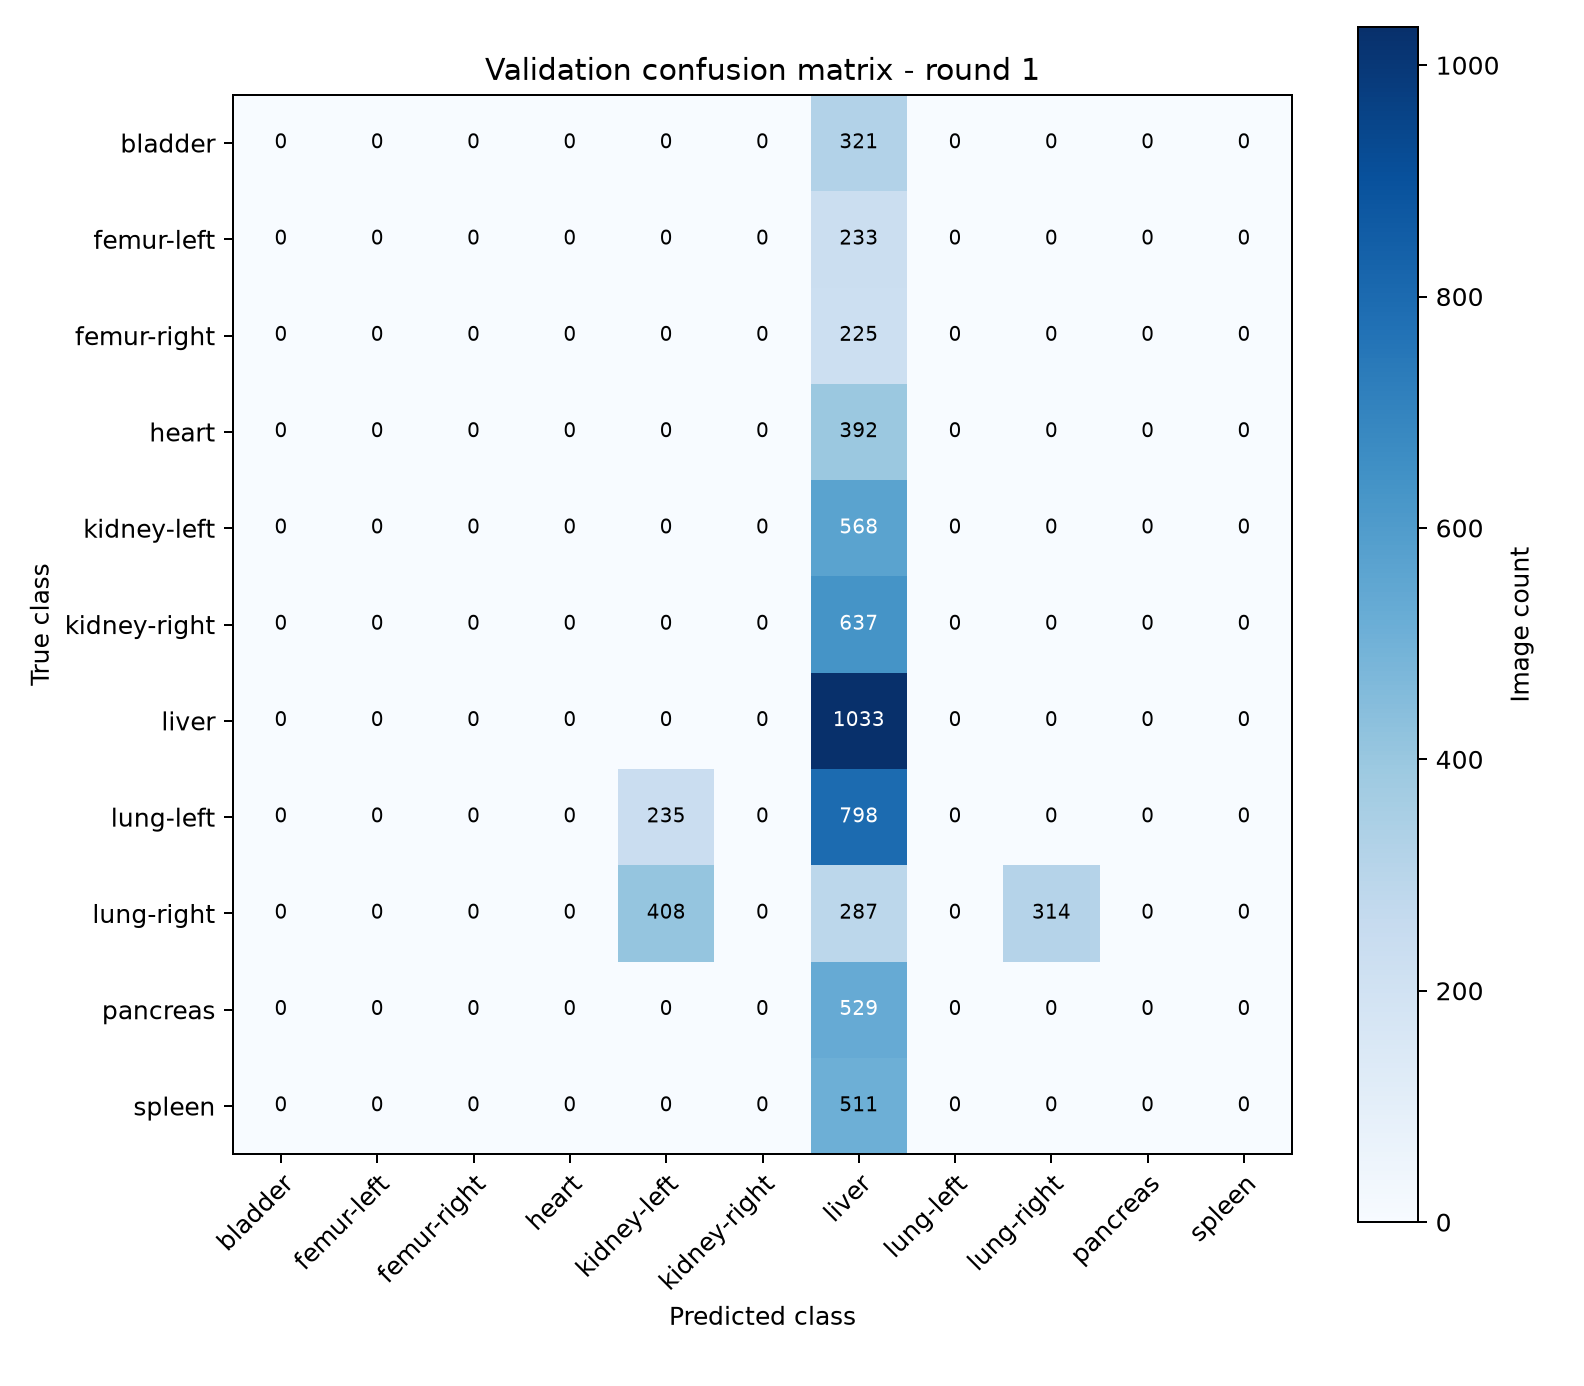 Validation confusion matrix - round 1
bladder 0 0 0 0 0 0 321 0 0 0 0
femur-left 0 0 0 0 0 0 233 0 0 0 0
femur-right 0 0 0 0 0 0 225 0 0 0 0
heart 0 0 0 0 0 0 392 0 0 0 0
kidney-left 0 0 0 0 0 0 568 0 0 0 0
kidney-right 0 0 0 0 0 0 637 0 0 0 0
liver 0 0 0 0 0 0 1033 0 0 0 0
lung-left 0 0 0 0 235 0 798 0 0 0 0
lung-right 0 0 0 0 408 0 287 0 314 0 0
pancreas 0 0 0 0 0 0 529 0 0 0 0
spleen 0 0 0 0 0 0 511 0 0 0 0
bladder femur-left femur-right heart kidney-left kidney-right liver lung-left lung-right pancreas spleen
Predicted class
True class
1000
800
600
400
200
0
Image count